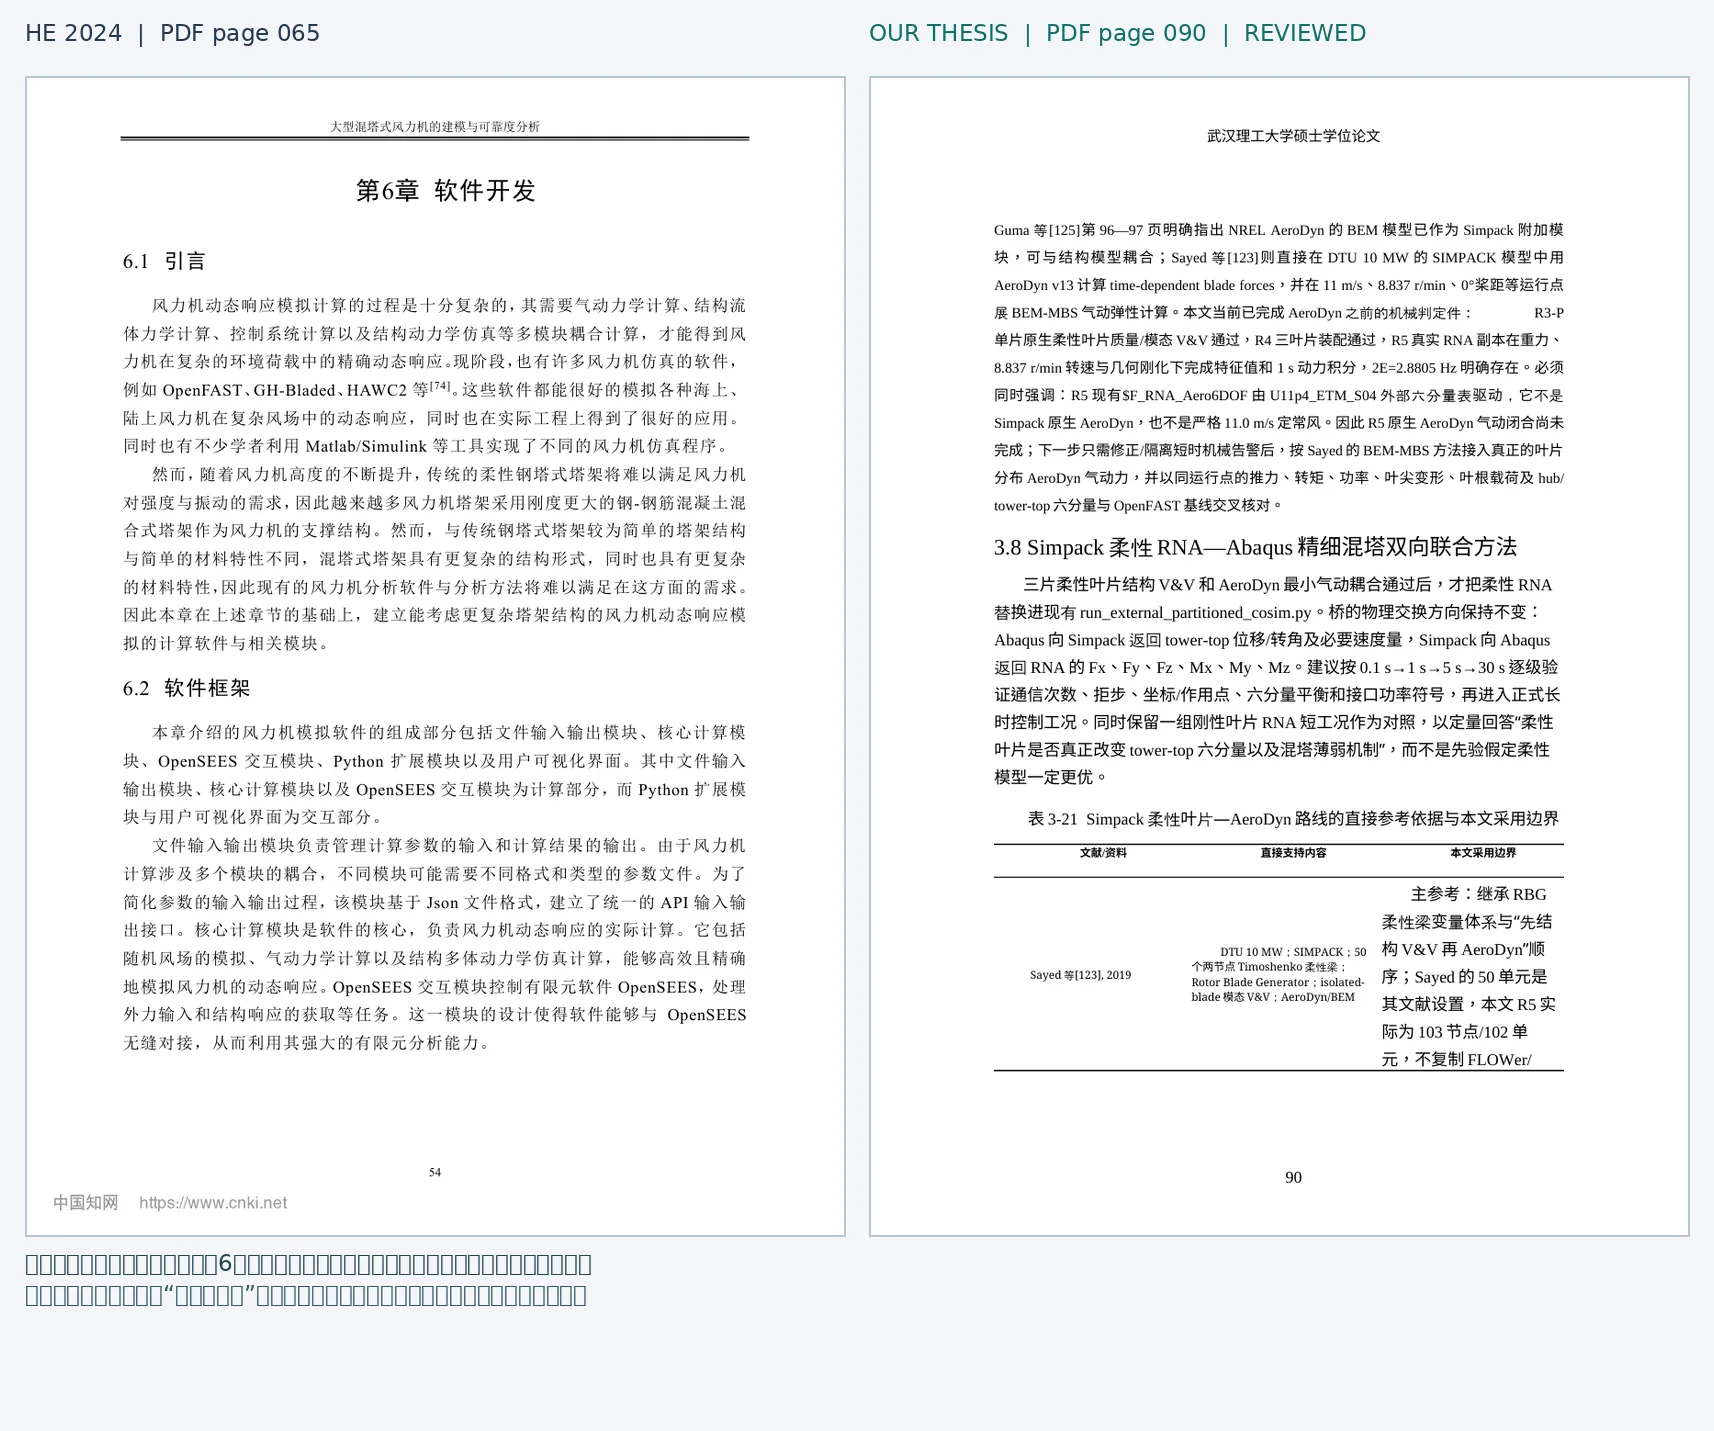 HE 2024 | PDF page 065
大型混塔式风力机的建模与可靠度分析
第6章 软件开发
6.1 引言
风力机动态响应模拟计算的过程是十分复杂的，其需要气动力学计算、结构流
体力学计算、控制系统计算以及结构动力学仿真等多模块耦合计算，才能得到风
力机在复杂的环境荷载中的精确动态响应。现阶段，也有许多风力机仿真的软件，
例如 OpenFAST、GH-Bladed、HAWC2 等[74]。这些软件都能很好的模拟各种海上、
陆上风力机在复杂风场中的动态响应，同时也在实际工程上得到了很好的应用。
同时也有不少学者利用 Matlab/Simulink 等工具实现了不同的风力机仿真程序。
然而，随着风力机高度的不断提升，传统的柔性钢塔式塔架将难以满足风力机
对强度与振动的需求，因此越来越多风力机塔架采用刚度更大的钢-钢筋混凝土混
合式塔架作为风力机的支撑结构。然而，与传统钢塔式塔架较为简单的塔架结构
与简单的材料特性不同，混塔式塔架具有更复杂的结构形式，同时也具有更复杂
的材料特性，因此现有的风力机分析软件与分析方法将难以满足在这方面的需求。
因此本章在上述章节的基础上，建立能考虑更复杂塔架结构的风力机动态响应模
拟的计算软件与相关模块。
6.2 软件框架
本章介绍的风力机模拟软件的组成部分包括文件输入输出模块、核心计算模
块、OpenSEES 交互模块、Python 扩展模块以及用户可视化界面。其中文件输入
输出模块、核心计算模块以及 OpenSEES 交互模块为计算部分，而 Python 扩展模
块与用户可视化界面为交互部分。
文件输入输出模块负责管理计算参数的输入和计算结果的输出。由于风力机
计算涉及多个模块的耦合，不同模块可能需要不同格式和类型的参数文件。为了
简化参数的输入输出过程，该模块基于 Json 文件格式，建立了统一的 API 输入输
出接口。核心计算模块是软件的核心，负责风力机动态响应的实际计算。它包括
随机风场的模拟、气动力学计算以及结构多体动力学仿真计算，能够高效且精确
地模拟风力机的动态响应。OpenSEES 交互模块控制有限元软件 OpenSEES，处理
外力输入和结构响应的获取等任务。这一模块的设计使得软件能够与 OpenSEES
无缝对接，从而利用其强大的有限元分析能力。
54
中国知网 https://www.cnki.net
OUR THESIS | PDF page 090 | REVIEWED
武汉理工大学硕士学位论文
Guma 等[125]第 96—97 页明确指出 NREL AeroDyn 的 BEM 模型已作为 Simpack 附加模
块，可与结构模型耦合；Sayed 等[123]则直接在 DTU 10 MW 的 SIMPACK 模型中用
AeroDyn v13 计算 time-dependent blade forces，并在 11 m/s、8.837 r/min、0°桨距等运行点
展 BEM-MBS 气动弹性计算。本文当前已完成 AeroDyn 之前的机械判定件： R3-P
单片原生柔性叶片质量/模态 V&V 通过，R4 三叶片装配通过，R5 真实 RNA 副本在重力、
8.837 r/min 转速与几何刚化下完成特征值和 1 s 动力积分，2E=2.8805 Hz 明确存在。必须
同时强调：R5 现有$F_RNA_Aero6DOF 由 U11p4_ETM_S04 外部六分量表驱动，它不是
Simpack 原生 AeroDyn，也不是严格 11.0 m/s 定常风。因此 R5 原生 AeroDyn 气动闭合尚未
完成；下一步只需修正/隔离短时机械告警后，按 Sayed 的 BEM-MBS 方法接入真正的叶片
分布 AeroDyn 气动力，并以同运行点的推力、转矩、功率、叶尖变形、叶根载荷及 hub/
tower-top 六分量与 OpenFAST 基线交叉核对。
3.8 Simpack 柔性 RNA—Abaqus 精细混塔双向联合方法
三片柔性叶片结构 V&V 和 AeroDyn 最小气动耦合通过后，才把柔性 RNA
替换进现有 run_external_partitioned_cosim.py。桥的物理交换方向保持不变：
Abaqus 向 Simpack 返回 tower-top 位移/转角及必要速度量，Simpack 向 Abaqus
返回 RNA 的 Fx、Fy、Fz、Mx、My、Mz。建议按 0.1 s→1 s→5 s→30 s 逐级验
证通信次数、拒步、坐标/作用点、六分量平衡和接口功率符号，再进入正式长
时控制工况。同时保留一组刚性叶片 RNA 短工况作为对照，以定量回答“柔性
叶片是否真正改变 tower-top 六分量以及混塔薄弱机制”，而不是先验假定柔性
模型一定更优。
表 3-21 Simpack 柔性叶片—AeroDyn 路线的直接参考依据与本文采用边界
文献/资料 直接支持内容 本文采用边界
Sayed 等[123], 2019
DTU 10 MW；SIMPACK；50
个两节点 Timoshenko 柔性梁；
Rotor Blade Generator；isolated-
blade 模态 V&V；AeroDyn/BEM
主参考：继承 RBG
柔性梁变量体系与“先结
构 V&V 再 AeroDyn”顺
序；Sayed 的 50 单元是
其文献设置，本文 R5 实
际为 103 节点/102 单
元，不复制 FLOWer/
90